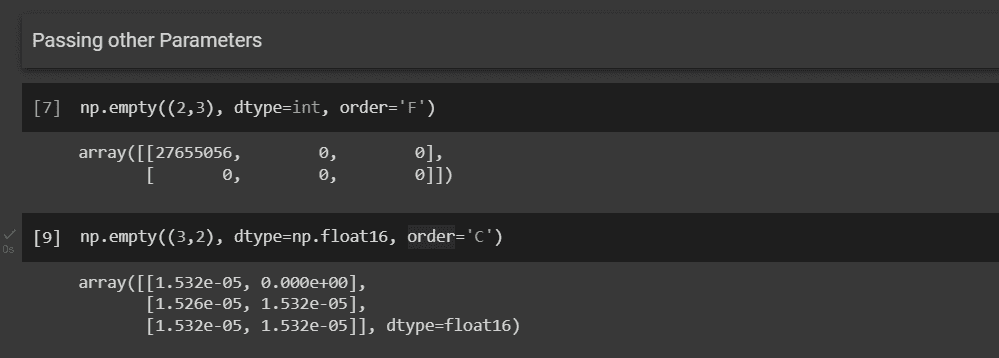 Passing other Parameters
[7] np.empty((2,3), dtype=int, order='F')
array([[27655056,        0,        0],
       [       0,        0,        0]])
[9] np.empty((3,2), dtype=np.float16, order='C')
0s
array([[1.532e-05, 0.000e+00],
       [1.526e-05, 1.532e-05],
       [1.532e-05, 1.532e-05]], dtype=float16)